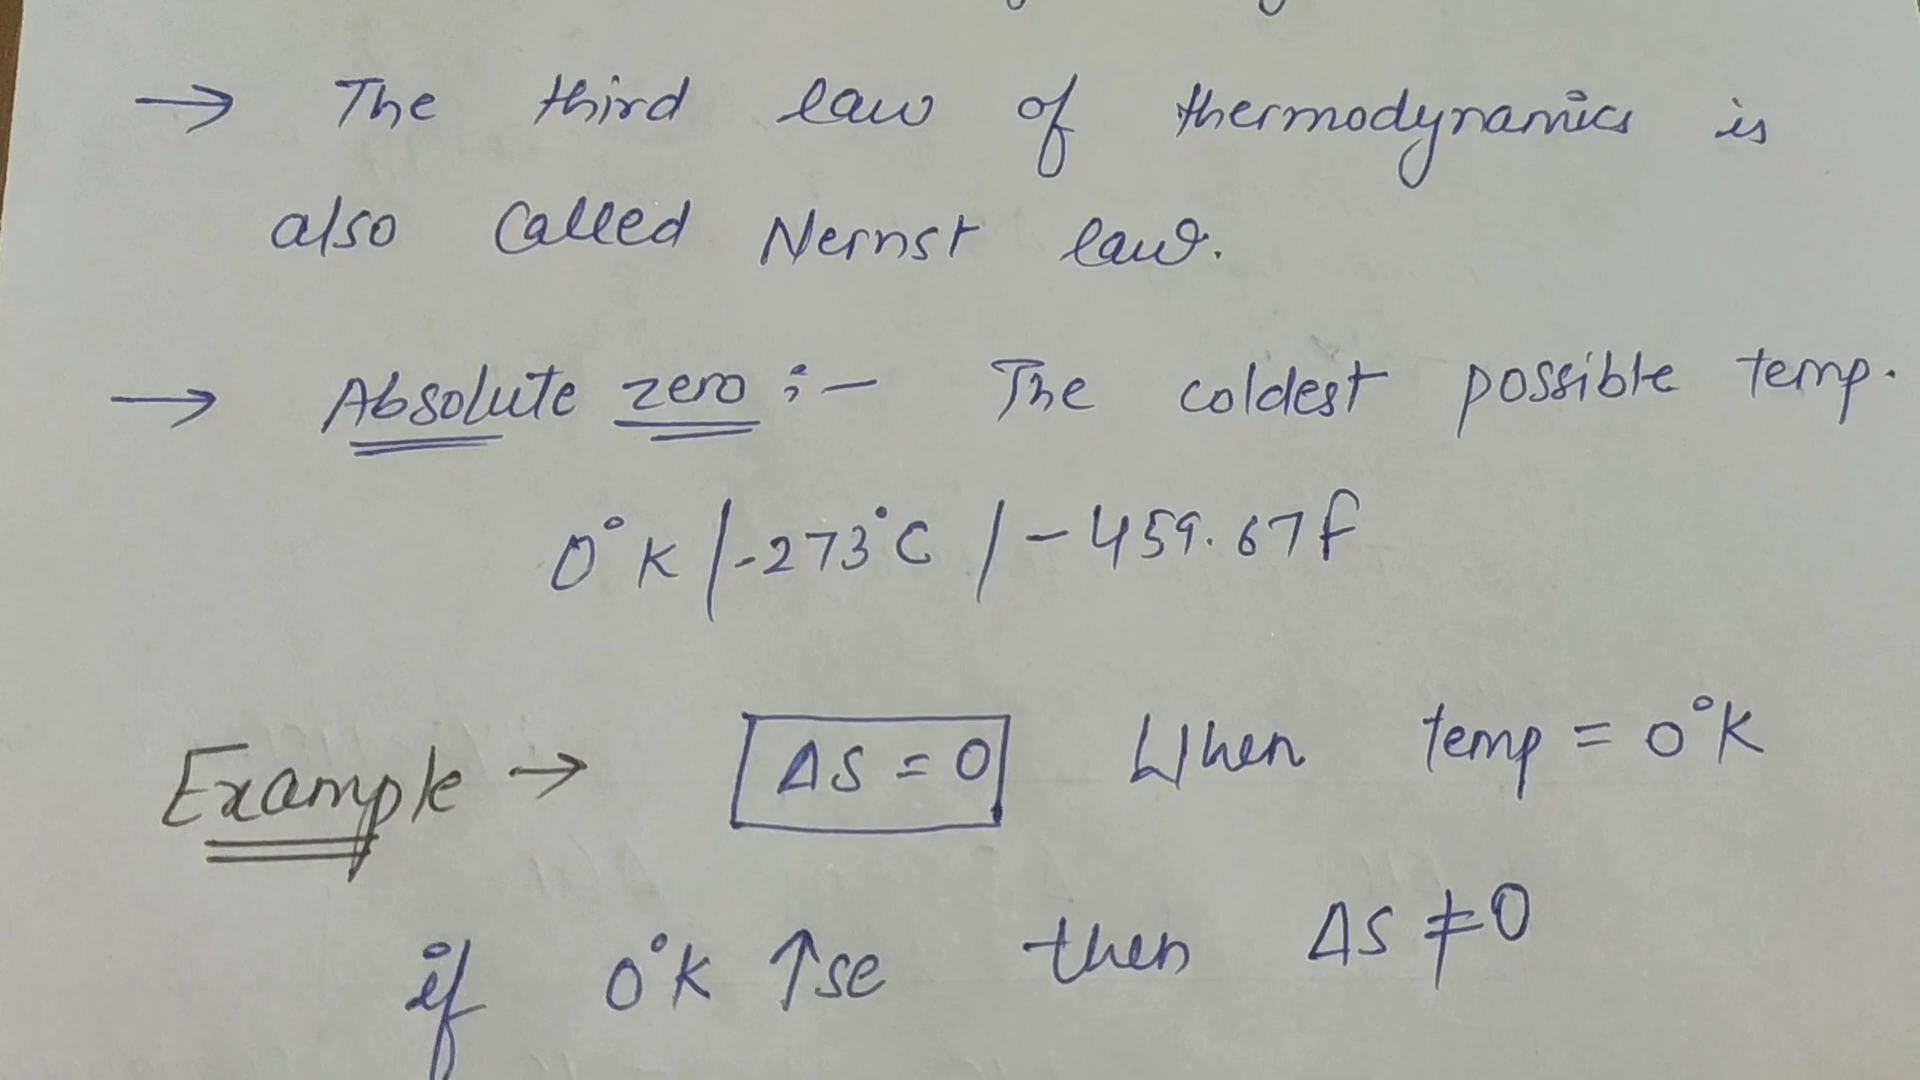 → The third law of thermodynamics is
also called Nernst law.
→ Absolute zero :- The coldest possible temp.
0°K / -273°C / -459.67f
Example → ΔS = 0 When temp = 0°K
if 0°K ↑se then ΔS ≠ 0